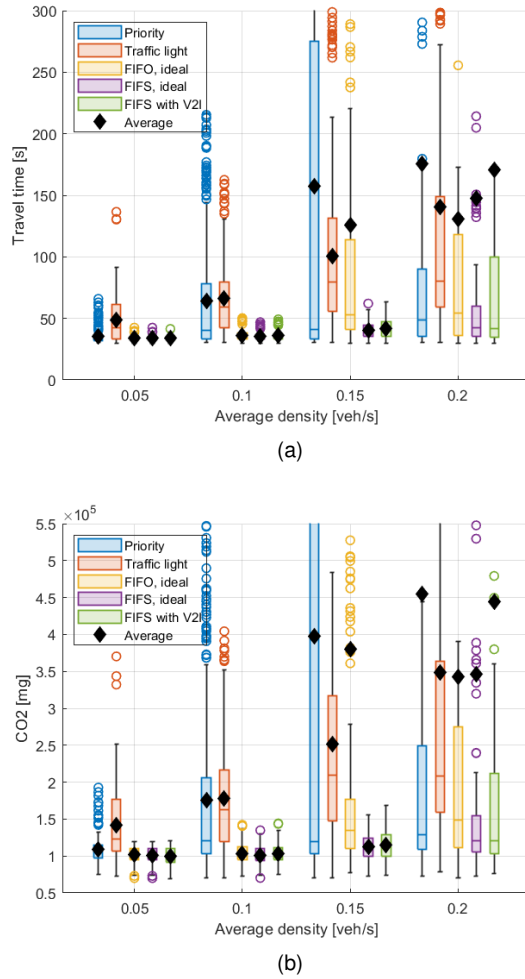 300
250
200
150
100
50
0
Travel time [s]
Priority
Traffic light
FIFO, ideal
FIFS, ideal
FIFS with V2I
Average
0.05 0.1 0.15 0.2
Average density [veh/s]
(a)
×10⁵
5.5
5
4.5
4
3.5
3
2.5
2
1.5
1
0.5
CO2 [mg]
Priority
Traffic light
FIFO, ideal
FIFS, ideal
FIFS with V2I
Average
0.05 0.1 0.15 0.2
Average density [veh/s]
(b)